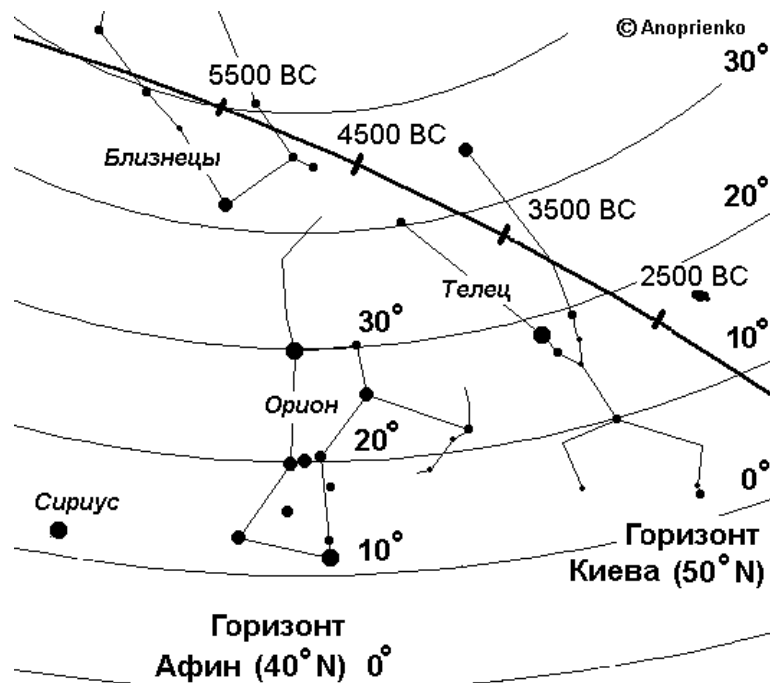 © Anoprienko
30°
5500 BC
4500 BC
Близнецы
20°
3500 BC
2500 BC
Телец
30°
10°
Орион
20°
0°
Сириус
10°
Горизонт
Киева (50°N)
Горизонт
Афин (40°N) 0°